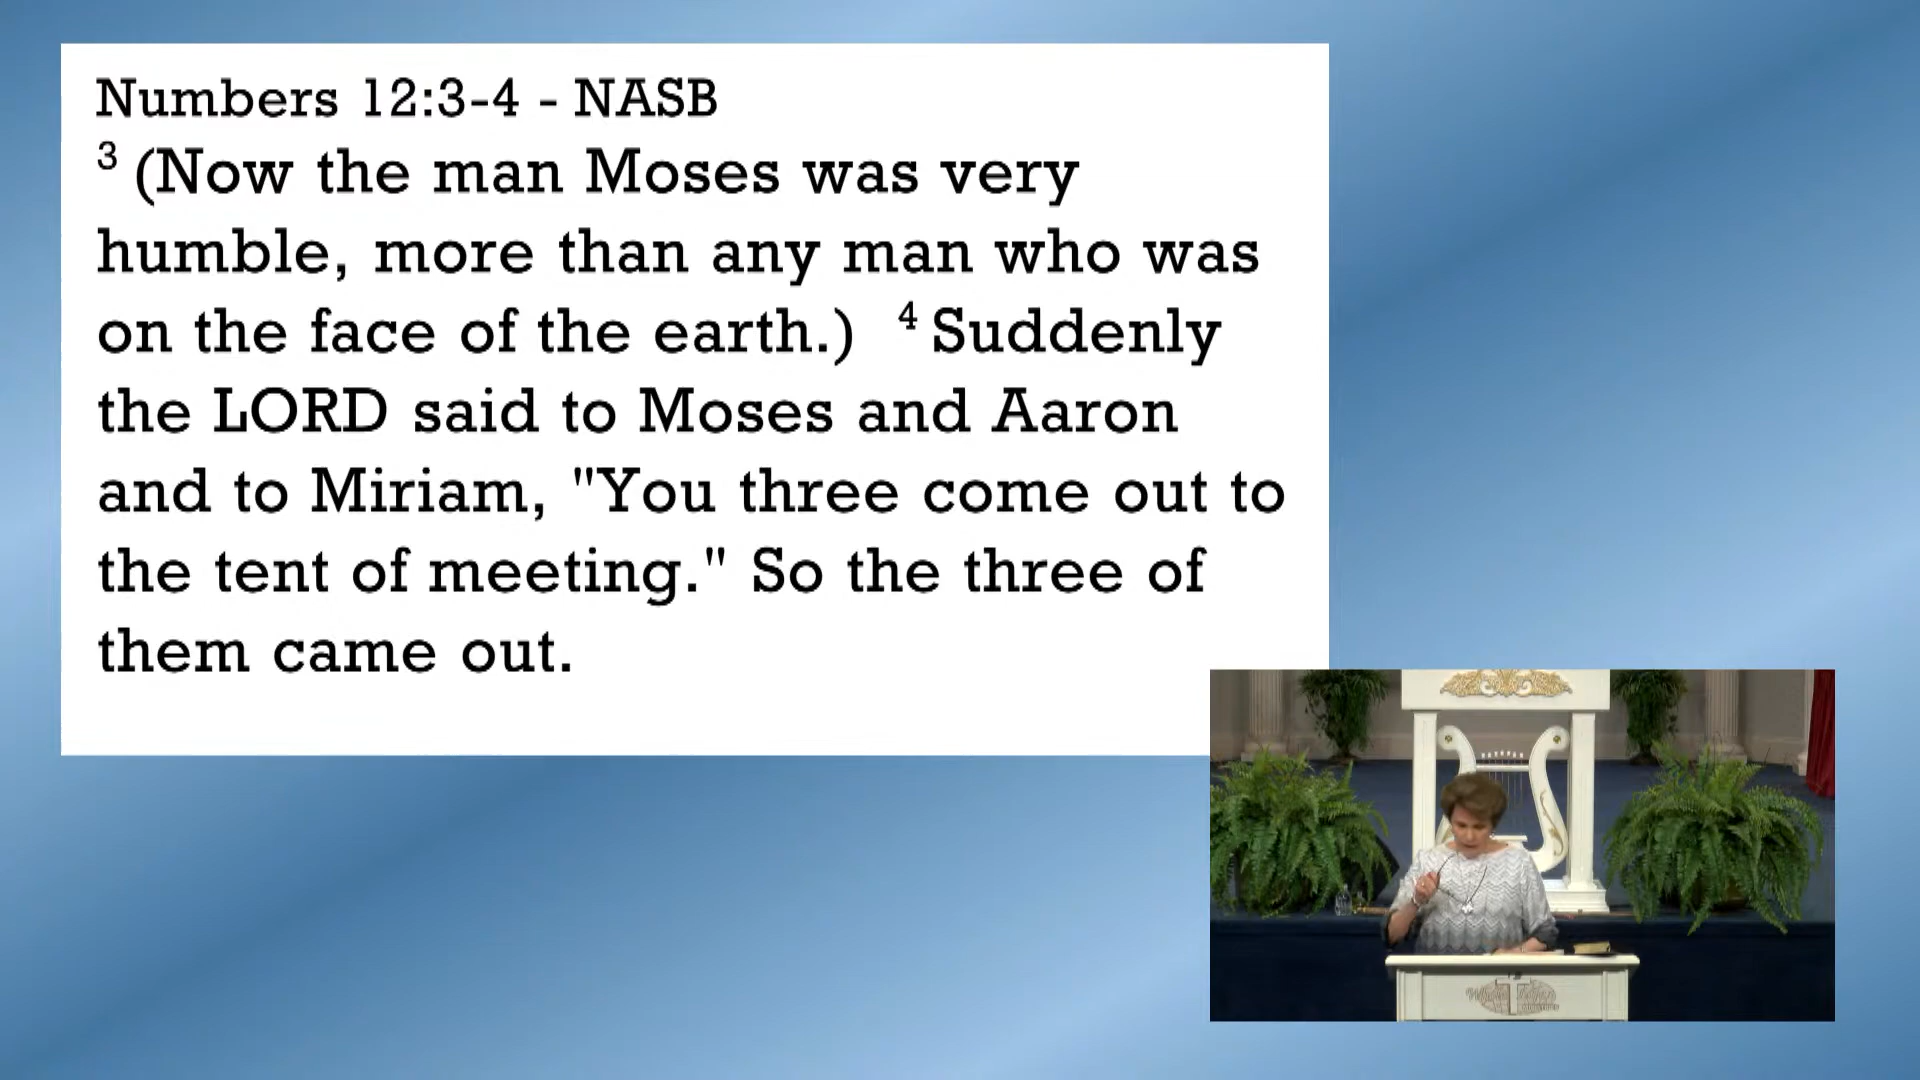 Numbers 12:3-4 - NASB
3 (Now the man Moses was very
humble, more than any man who was
on the face of the earth.) 4 Suddenly
the LORD said to Moses and Aaron
and to Miriam, "You three come out to
the tent of meeting." So the three of
them came out.